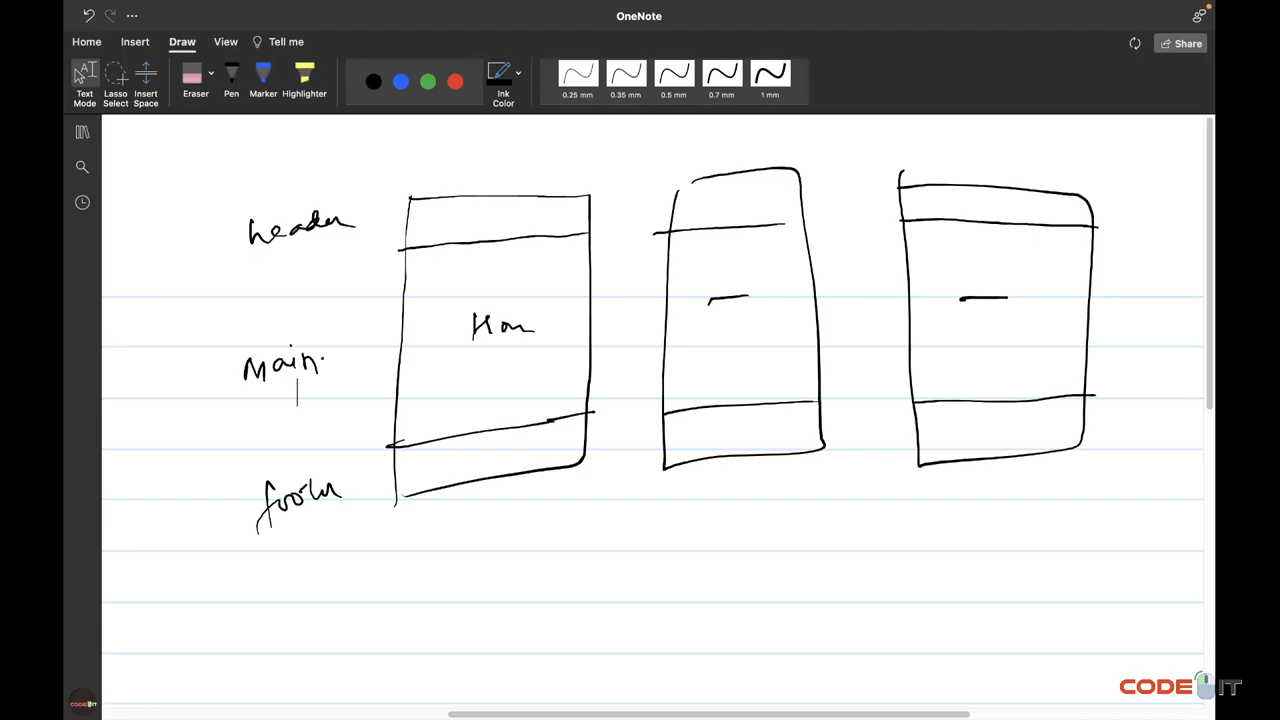 OneNote
Home Insert Draw View Tell me
Share
Text Mode
Lasso Select
Insert Space
Eraser
Pen
Marker
Highlighter
Ink Color
0.25 mm 0.35 mm 0.5 mm 0.7 mm 1 mm
header
Main
footer
CODE IT